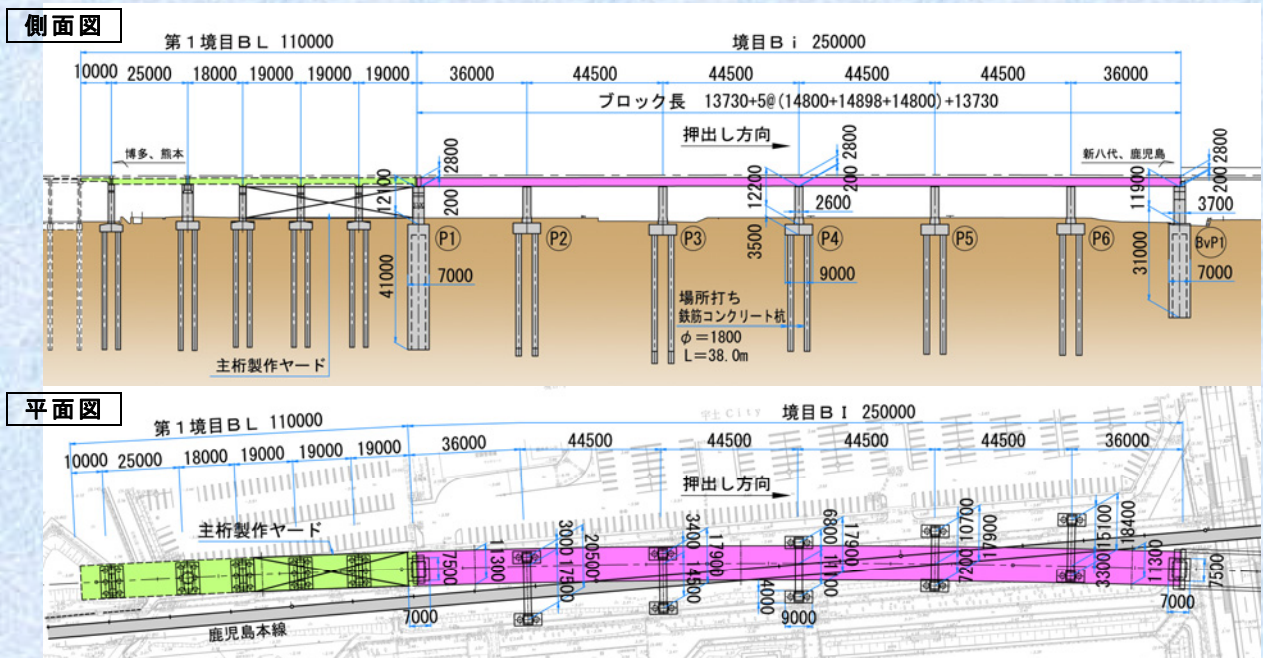 側面図
第1境目BL 110000
境目Bi 250000
10000 25000 18000 19000 19000 19000 36000 44500 44500 44500 44500 36000
ブロック長 13730+5@(14800+14898+14800)+13730
押出し方向
博多、熊本
新八代、鹿児島
2800
12100
200
2800
12200
200
2600
2800
11900
200
3700
P1
P2
P3
P4
P5
P6
BvP1
3500
41000
7000
9000
31000
7000
場所打ち
鉄筋コンクリート杭
φ=1800
L=38.0m
主桁製作ヤード
平面図
第1境目BL 110000
宇土City
境目BI 250000
10000 25000 18000 19000 19000 19000 36000 44500 44500 44500 44500 36000
押出し方向
主桁製作ヤード
7500
11300
7000
3000
17500
20500
3400
14500
17900
6800
11100
17900
4000
9000
10700
7200
17900
15100
3300
18400
11300
7500
7000
鹿児島本線